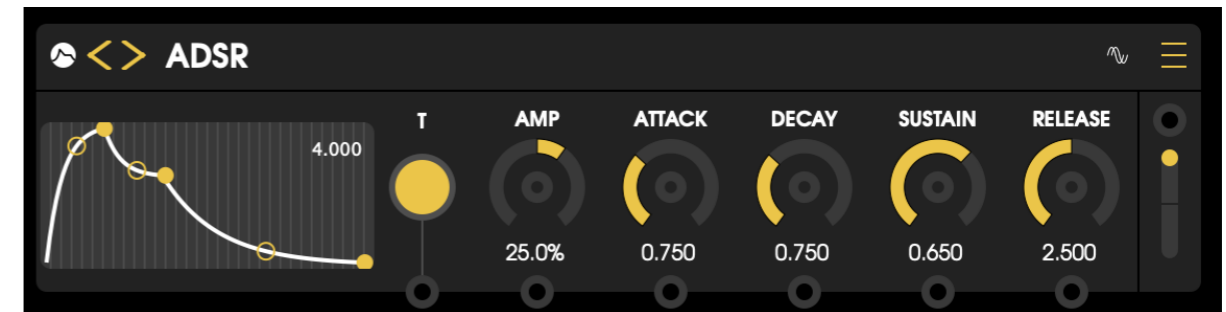 ADSR
T AMP ATTACK DECAY SUSTAIN RELEASE
4.000
25.0% 0.750 0.750 0.650 2.500